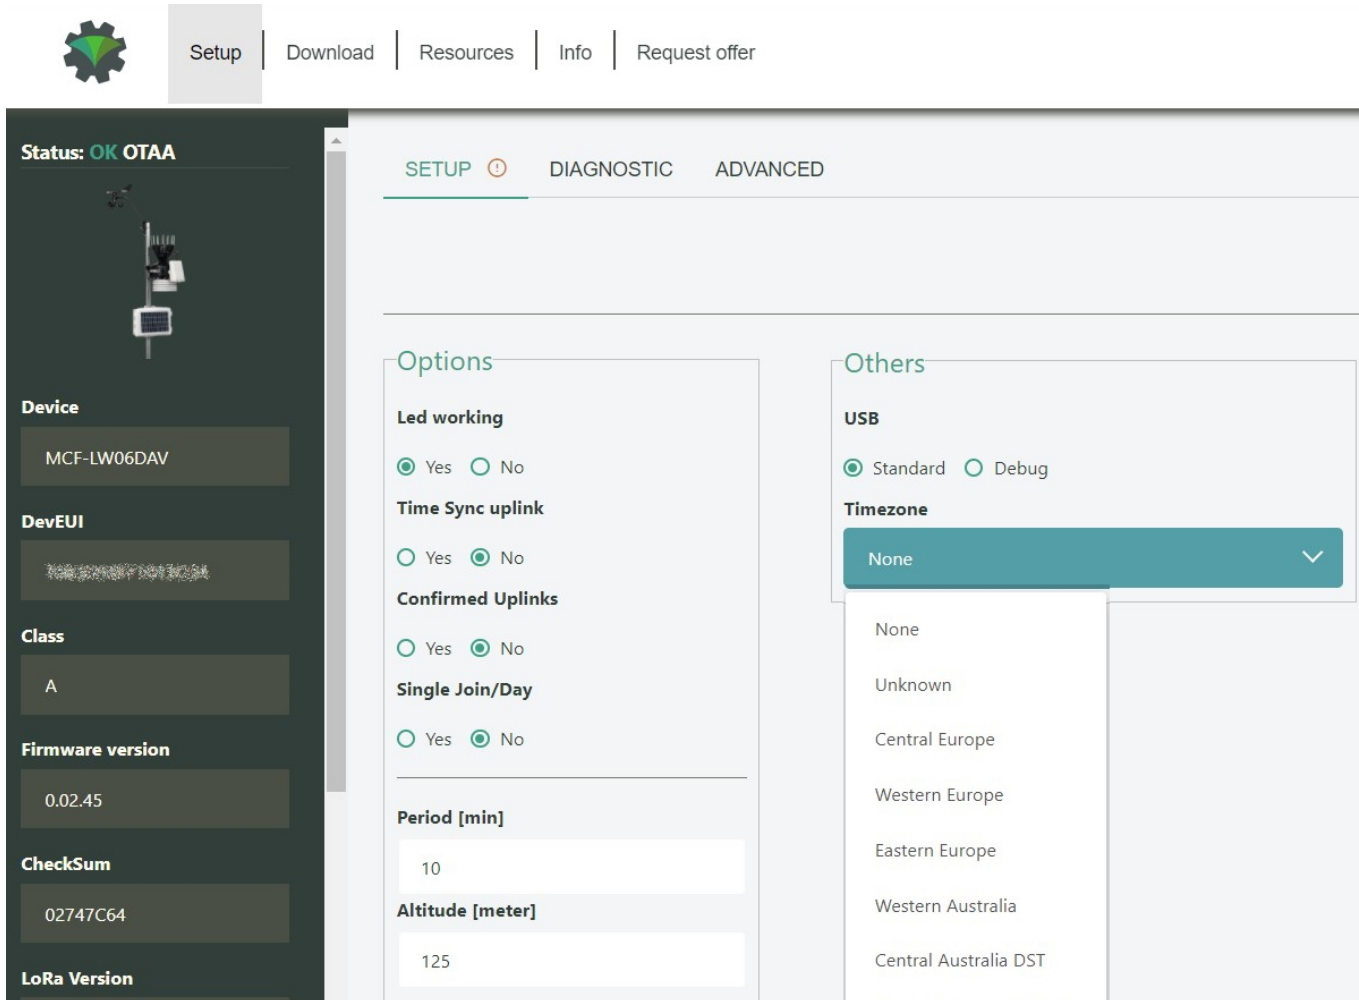 Setup
Download
Resources
Info
Request offer
Status: OK OTAA
Device
MCF-LW06DAV
DevEUI
Class
A
Firmware version
0.02.45
CheckSum
02747C64
LoRa Version
SETUP
DIAGNOSTIC
ADVANCED
Options
Led working
Yes No
Time Sync uplink
Yes No
Confirmed Uplinks
Yes No
Single Join/Day
Yes No
Period [min]
10
Altitude [meter]
125
Others
USB
Standard Debug
Timezone
None
None
Unknown
Central Europe
Western Europe
Eastern Europe
Western Australia
Central Australia DST